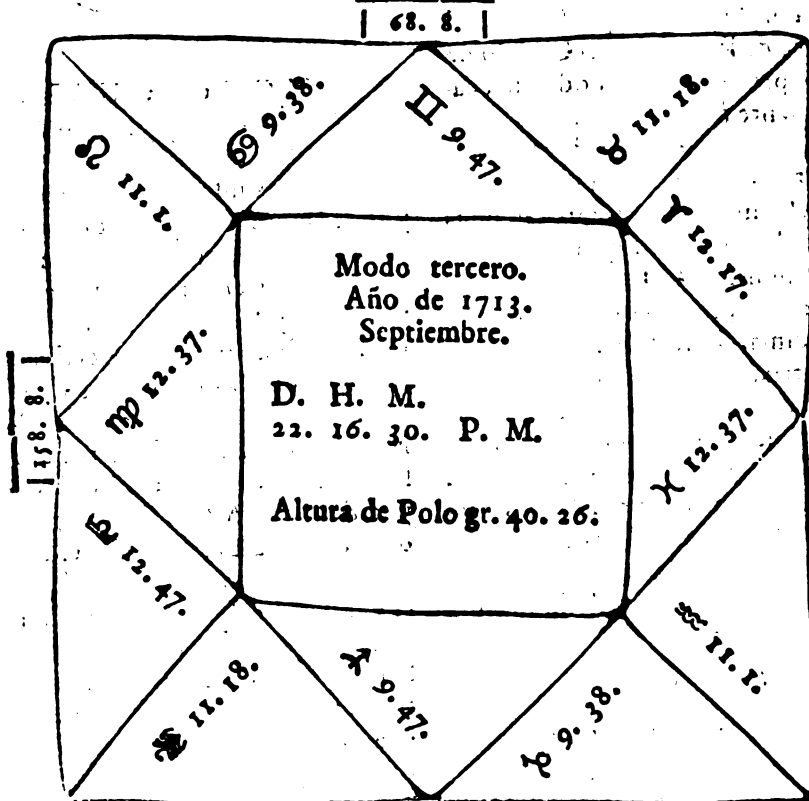 68. 8.
♊ 9. 47.
♋ 9. 38.
♉ 11. 18.
♌ 11. 1.
♈ 12. 17.
Modo tercero.
Año de 1713.
Septiembre.
♍ 12. 37.
D. H. M.
22. 16. 30. P. M.
158. 8.
♓ 12. 37.
Altura de Polo gr. 40. 26.
♎ 12. 47.
♒ 11. 1.
♏ 11. 18.
♐ 9. 47.
♑ 9. 38.